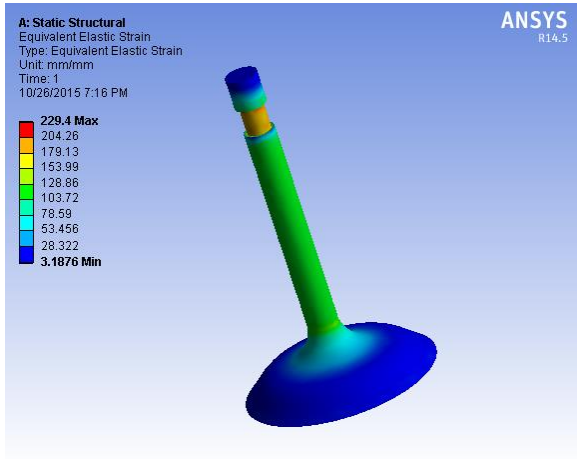 A: Static Structural
Equivalent Elastic Strain
Type: Equivalent Elastic Strain
Unit: mm/mm
Time: 1
10/26/2015 7:16 PM
ANSYS
R14.5
229.4 Max
204.26
179.13
153.99
128.86
103.72
78.59
53.456
28.322
3.1876 Min